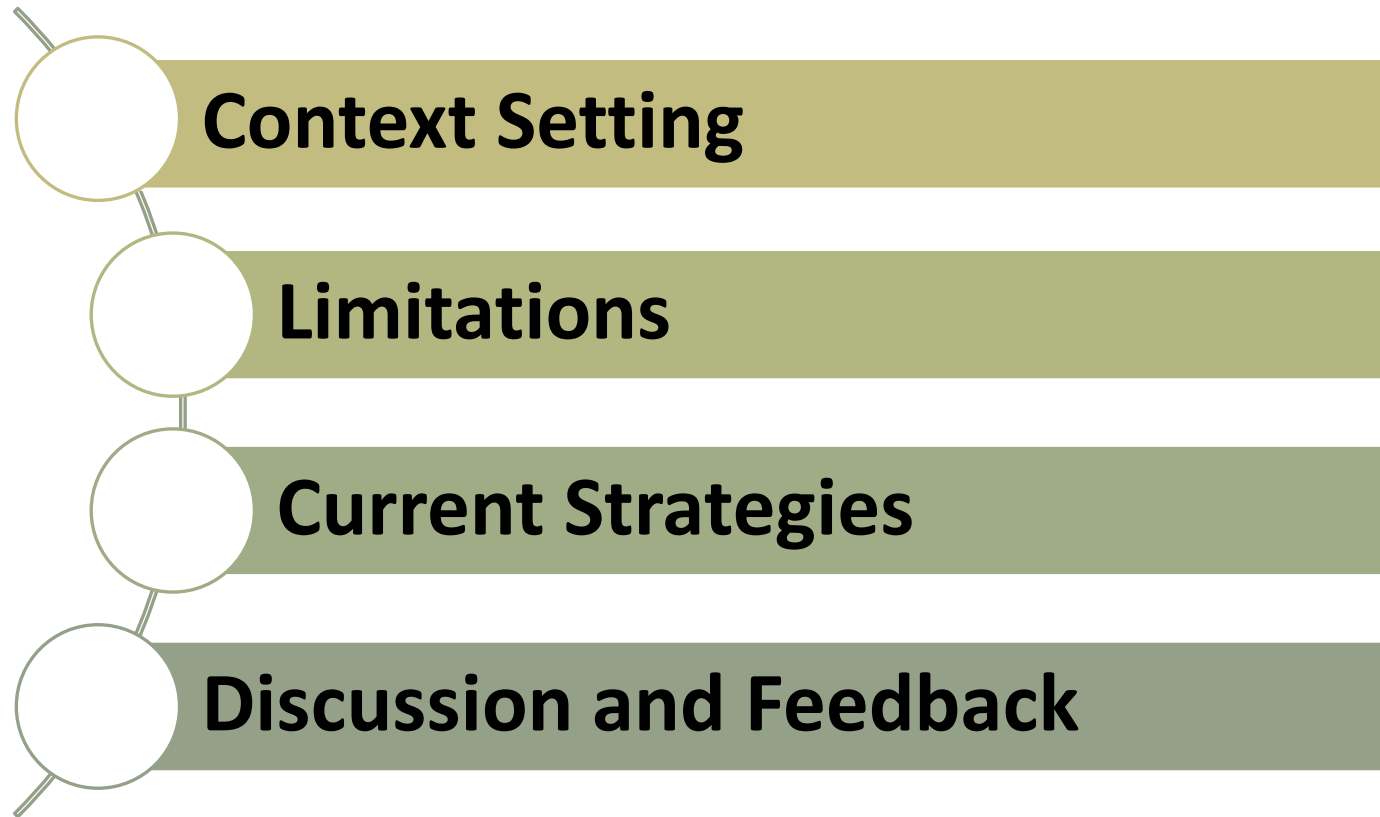 Context Setting
Limitations
Current Strategies
Discussion and Feedback